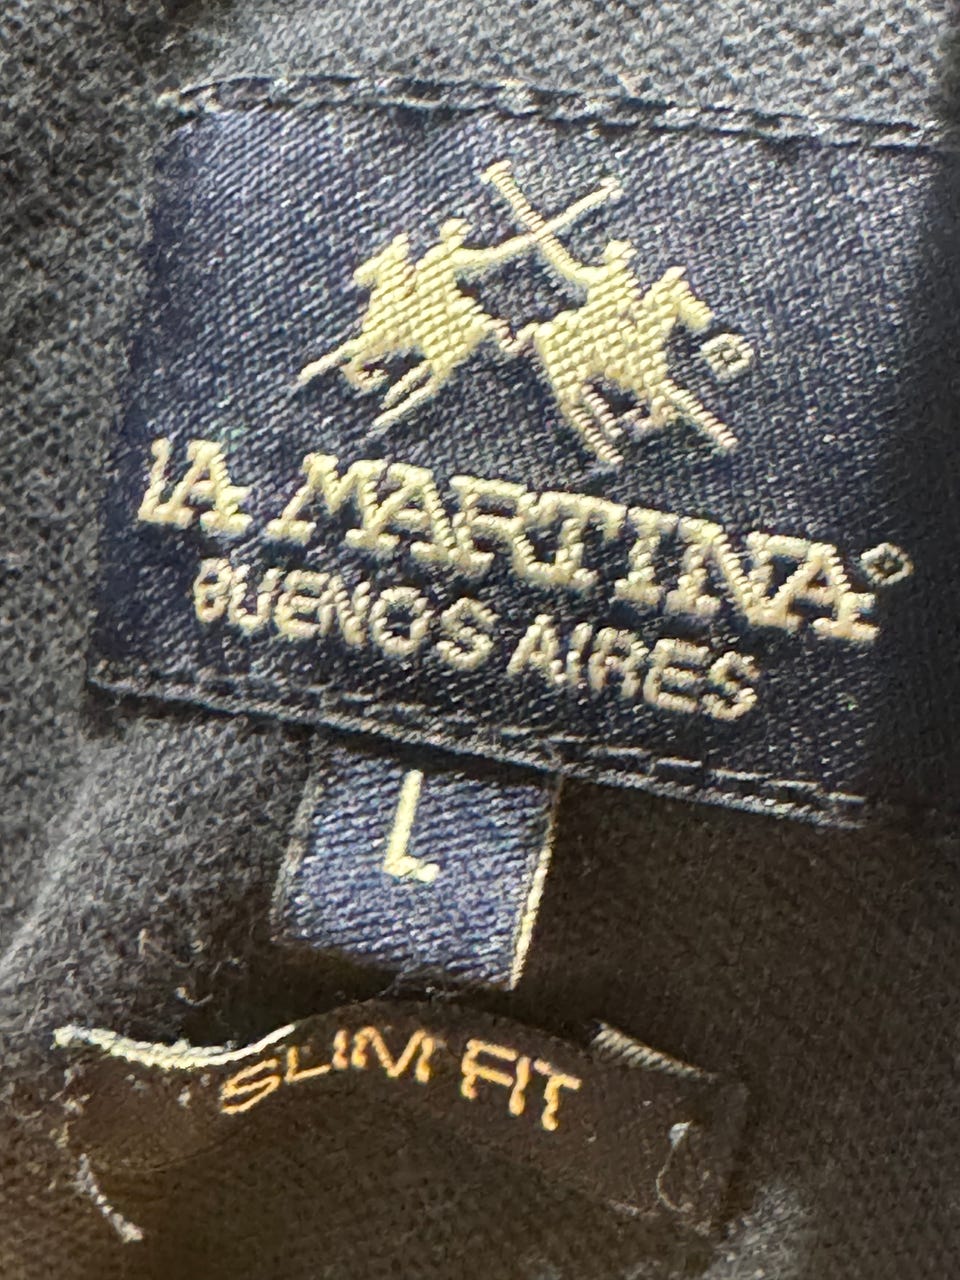 ®
LA MARTINA®
BUENOS AIRES
L
SLIM FIT